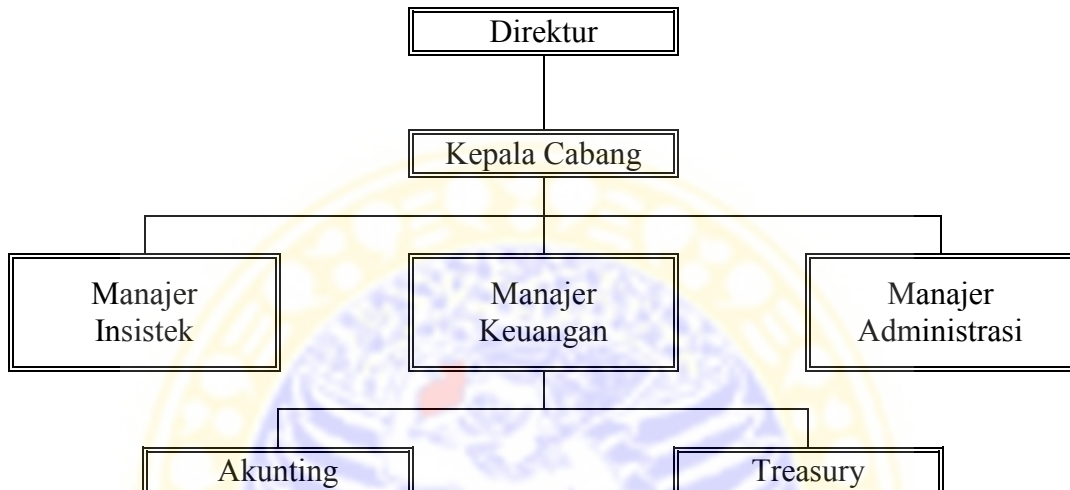 Direktur
Kepala Cabang
Manajer
Insistek
Manajer
Keuangan
Manajer
Administrasi
Akunting
Treasury